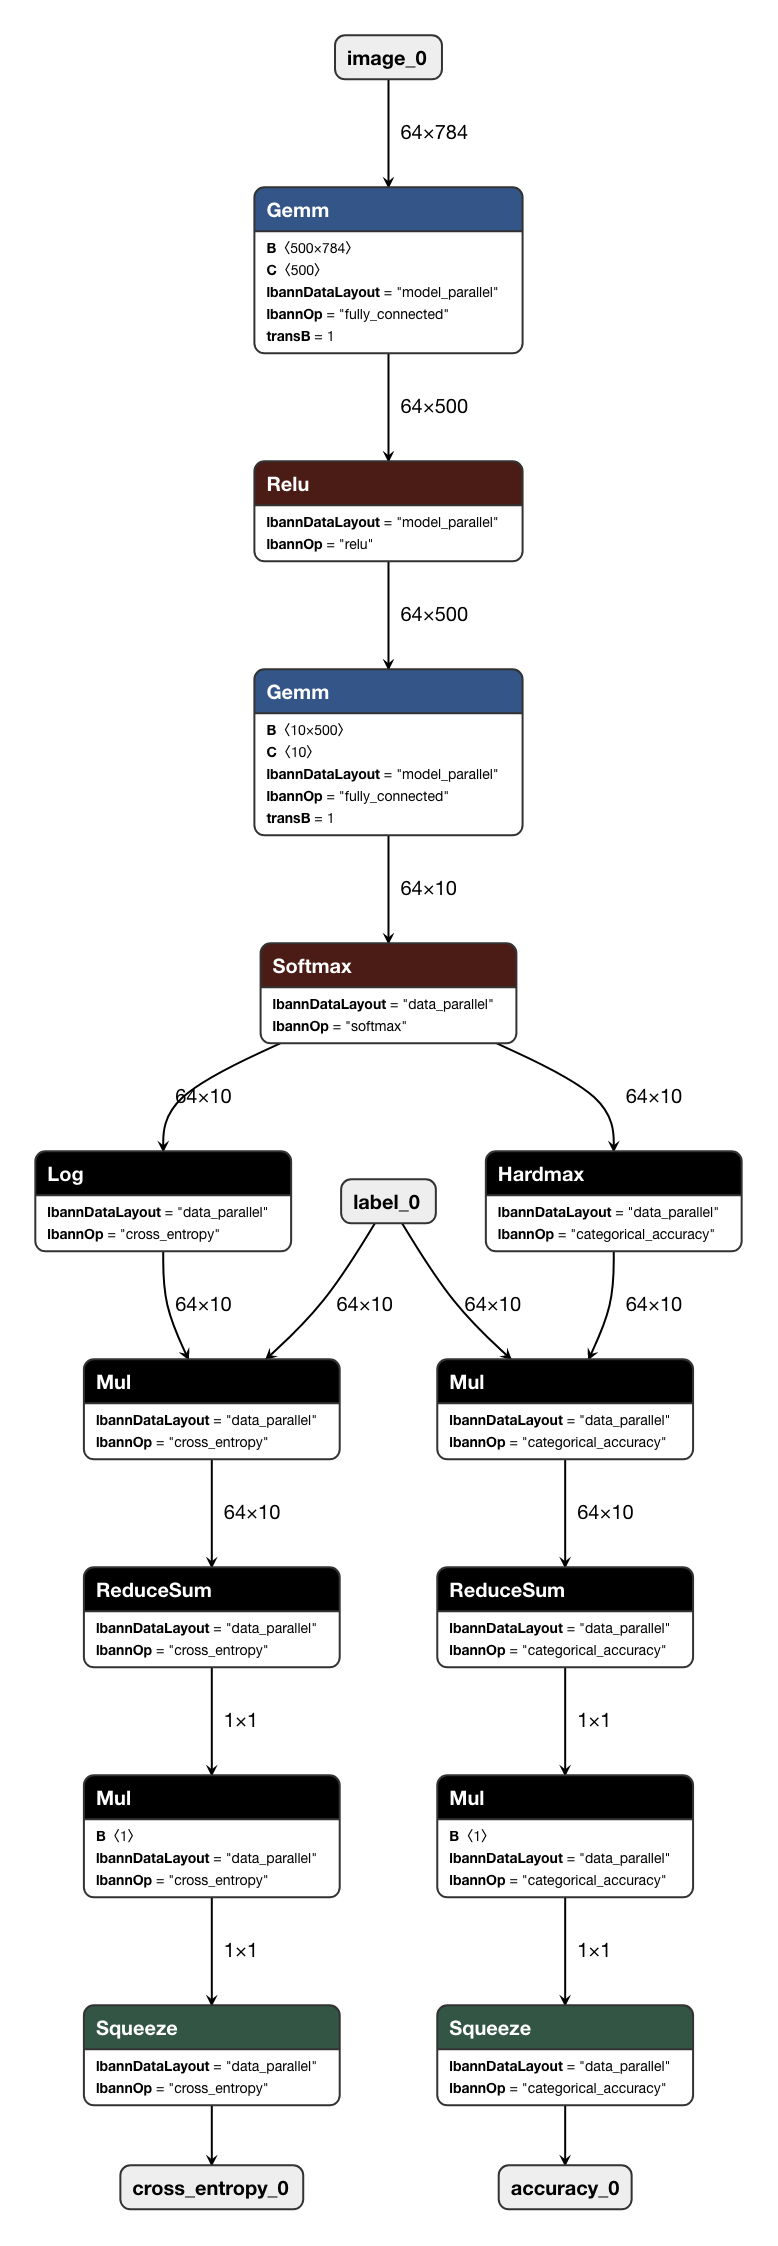 image_0
64×784
Gemm
B 〈500×784〉
C 〈500〉
lbannDataLayout = "model_parallel"
lbannOp = "fully_connected"
transB = 1
64×500
Relu
lbannDataLayout = "model_parallel"
lbannOp = "relu"
64×500
Gemm
B 〈10×500〉
C 〈10〉
lbannDataLayout = "model_parallel"
lbannOp = "fully_connected"
transB = 1
64×10
Softmax
lbannDataLayout = "data_parallel"
lbannOp = "softmax"
64×10
64×10
Log
lbannDataLayout = "data_parallel"
lbannOp = "cross_entropy"
label_0
Hardmax
lbannDataLayout = "data_parallel"
lbannOp = "categorical_accuracy"
64×10
64×10
64×10
64×10
Mul
lbannDataLayout = "data_parallel"
lbannOp = "cross_entropy"
Mul
lbannDataLayout = "data_parallel"
lbannOp = "categorical_accuracy"
64×10
64×10
ReduceSum
lbannDataLayout = "data_parallel"
lbannOp = "cross_entropy"
ReduceSum
lbannDataLayout = "data_parallel"
lbannOp = "categorical_accuracy"
1×1
1×1
Mul
B 〈1〉
lbannDataLayout = "data_parallel"
lbannOp = "cross_entropy"
Mul
B 〈1〉
lbannDataLayout = "data_parallel"
lbannOp = "categorical_accuracy"
1×1
1×1
Squeeze
lbannDataLayout = "data_parallel"
lbannOp = "cross_entropy"
Squeeze
lbannDataLayout = "data_parallel"
lbannOp = "categorical_accuracy"
cross_entropy_0
accuracy_0